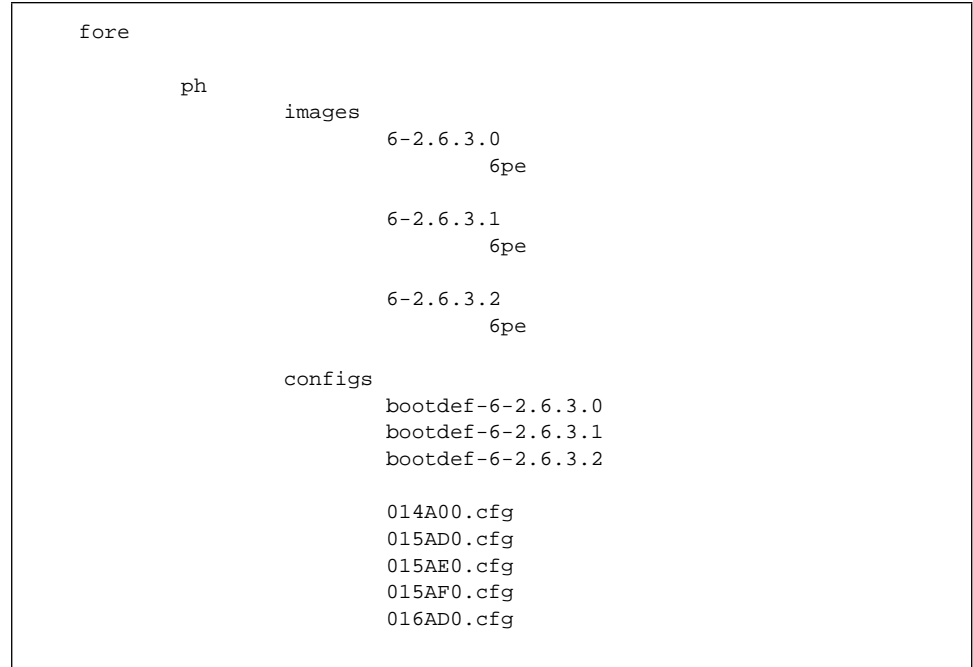 fore
ph
images
6-2.6.3.0
6pe
6-2.6.3.1
6pe
6-2.6.3.2
6pe
configs
bootdef-6-2.6.3.0
bootdef-6-2.6.3.1
bootdef-6-2.6.3.2
014A00.cfg
015AD0.cfg
015AE0.cfg
015AF0.cfg
016AD0.cfg